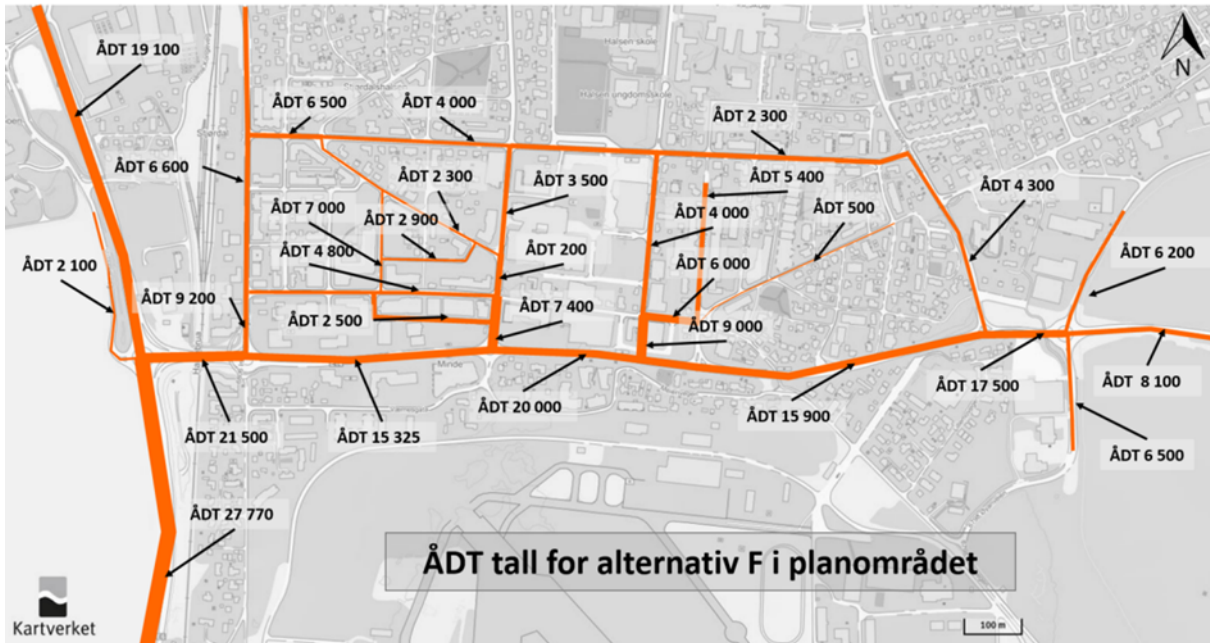 Halsen skole
N
ÅDT 19 100
ÅDT 6 500
ÅDT 4 000
Halsen ungdomsskole
ÅDT 2 300
ÅDT 6 600
ÅDT 2 300
ÅDT 3 500
ÅDT 5 400
ÅDT 4 300
ÅDT 7 000
ÅDT 2 900
ÅDT 4 000
ÅDT 500
ÅDT 4 800
ÅDT 200
ÅDT 6 200
ÅDT 2 100
ÅDT 6 000
ÅDT 9 200
ÅDT 2 500
ÅDT 7 400
ÅDT 9 000
Minde
ÅDT 17 500
ÅDT 8 100
ÅDT 20 000
ÅDT 15 900
ÅDT 21 500
ÅDT 15 325
ÅDT 6 500
ÅDT 27 770
ÅDT tall for alternativ F i planområdet
Kartverket
100 m